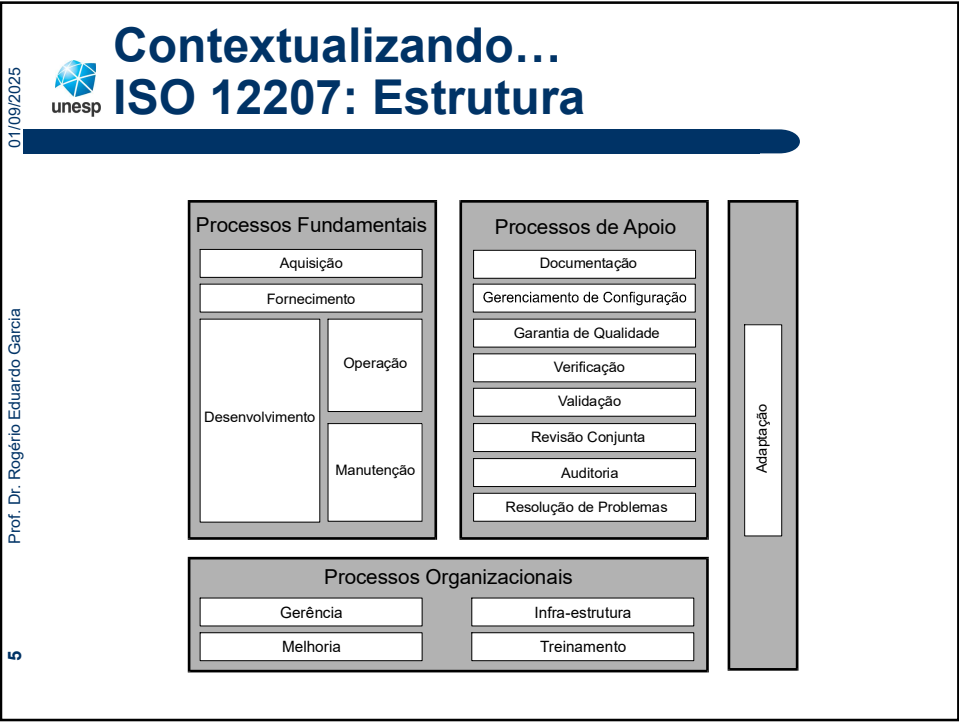 Contextualizando…
ISO 12207: Estrutura
unesp
01/09/2025
Prof. Dr. Rogério Eduardo Garcia
5
Processos Fundamentais
Aquisição
Fornecimento
Desenvolvimento
Operação
Manutenção
Processos de Apoio
Documentação
Gerenciamento de Configuração
Garantia de Qualidade
Verificação
Validação
Revisão Conjunta
Auditoria
Resolução de Problemas
Adaptação
Processos Organizacionais
Gerência
Infra-estrutura
Melhoria
Treinamento